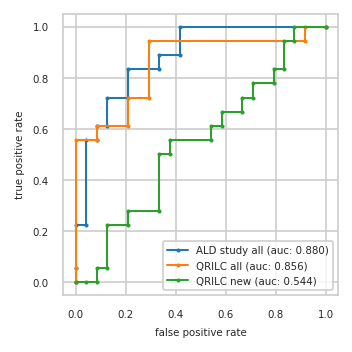 1.0
0.8
0.6
0.4
0.2
0.0
true positive rate
ALD study all (auc: 0.880)
QRILC all (auc: 0.856)
QRILC new (auc: 0.544)
0.0 0.2 0.4 0.6 0.8 1.0
false positive rate